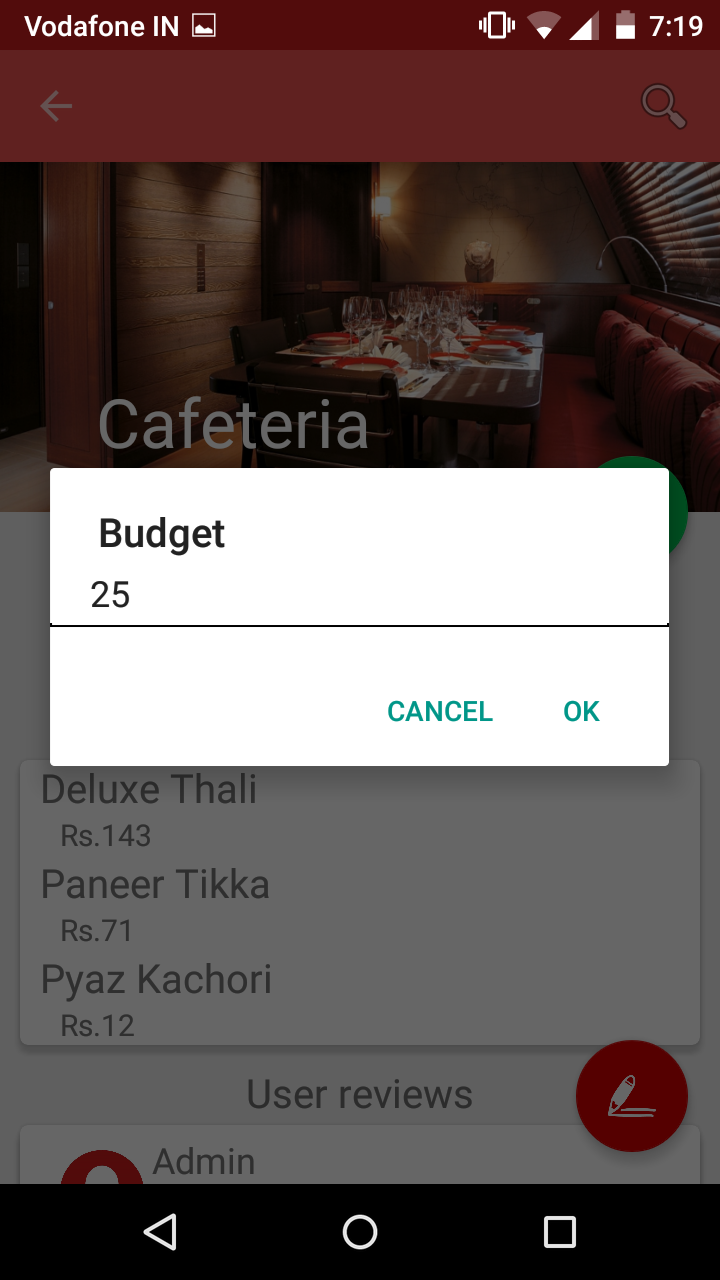 Vodafone IN 7:19
Cafeteria
Budget
25
CANCEL OK
Deluxe Thali
Rs.143
Paneer Tikka
Rs.71
Pyaz Kachori
Rs.12
User reviews
Admin